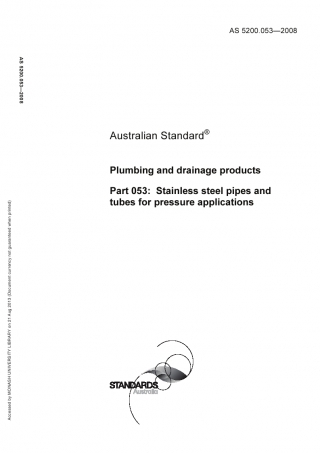 AS 5200.053—2008
AS 5200.053—2008
Australian Standard®
Plumbing and drainage products
Part 053: Stainless steel pipes and
tubes for pressure applications
Accessed by MONASH UNIVERSITY LIBRARY on 21 Aug 2013 (Document currency not guaranteed when printed)
STANDARDS
Australia